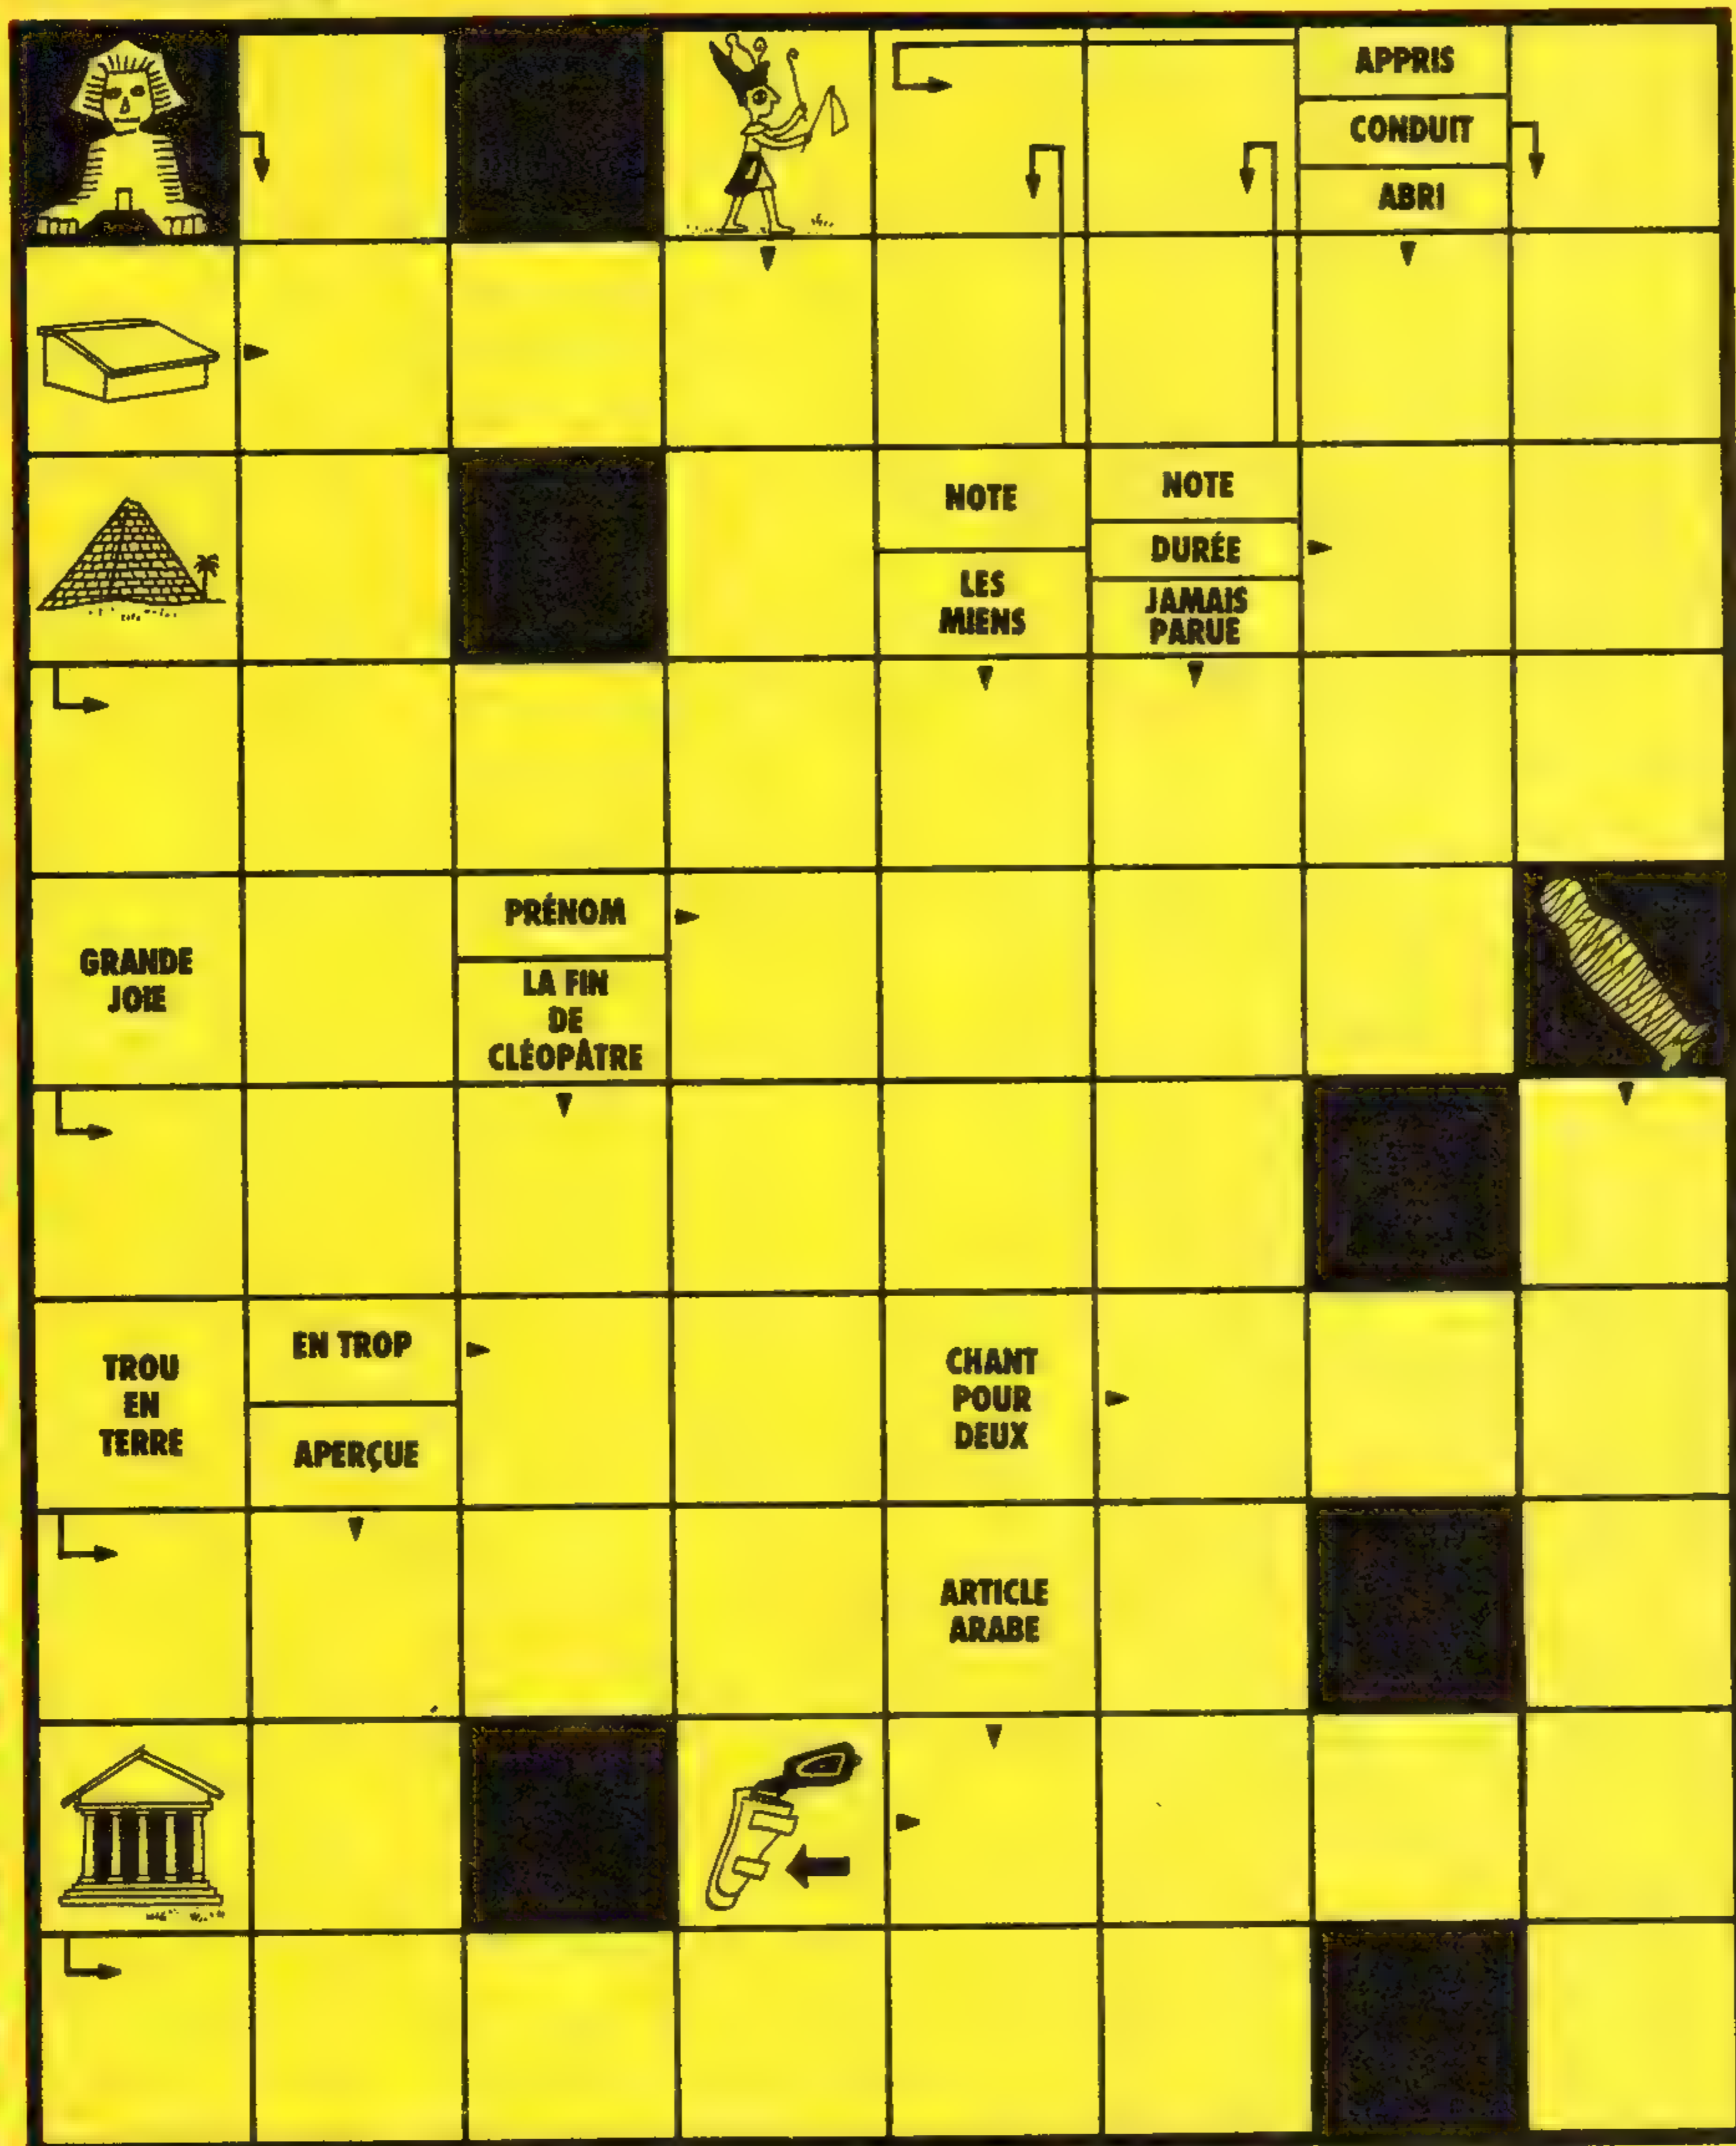 APPRIS
CONDUIT
ABRI
NOTE
LES
MIENS
NOTE
DURÉE
JAMAIS
PARUE
GRANDE
JOIE
PRÉNOM
LA FIN
DE
CLÉOPÂTRE
TROU
EN
TERRE
EN TROP
APERÇUE
CHANT
POUR
DEUX
ARTICLE
ARABE